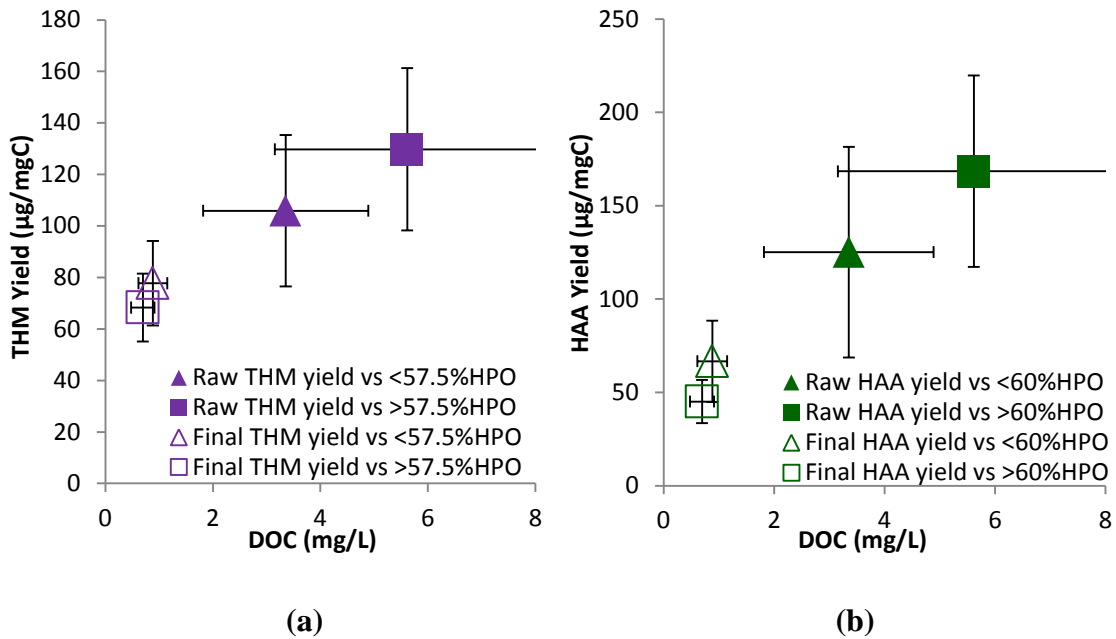 180
160
140
120
100
80
60
40
20
0
THM Yield (µg/mgC)
Raw THM yield vs <57.5%HPO
Raw THM yield vs >57.5%HPO
Final THM yield vs <57.5%HPO
Final THM yield vs >57.5%HPO
0 2 4 6 8
DOC (mg/L)
(a)
250
200
150
100
50
0
HAA Yield (µg/mgC)
Raw HAA yield vs <60%HPO
Raw HAA yield vs >60%HPO
Final HAA yield vs <60%HPO
Final HAA yield vs >60%HPO
0 2 4 6 8
DOC (mg/L)
(b)